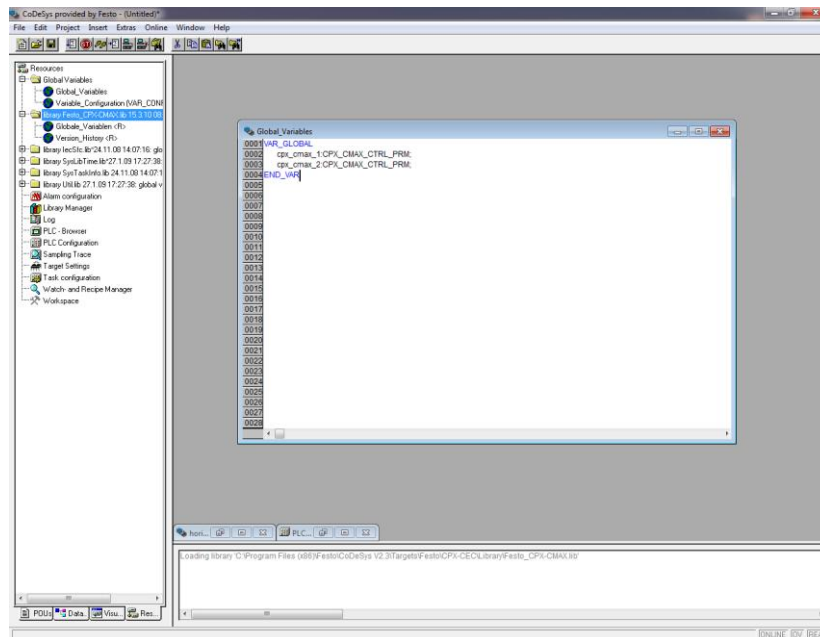 CoDeSys provided by Festo - (Untitled)*
File Edit Project Insert Extras Online Window Help
Resources
Global Variables
Global_Variables
Variable_Configuration (VAR_CONF
library Festo_CPX-CMAX.lib 15.3.10 08:
Globale_Variablen <R>
Version_History <R>
library IecSfc.lib*24.11.08 14:07:16: glo
library SysLibTime.lib*27.1.09 17:27:38:
library SysTaskInfo.lib 24.11.08 14:07:1
library Util.lib 27.1.09 17:27:38: global v
Alarm configuration
Library Manager
Log
PLC - Browser
PLC Configuration
Sampling Trace
Target Settings
Task configuration
Watch- and Recipe Manager
Workspace
Global_Variables
0001 VAR_GLOBAL
0002 cpx_cmax_1:CPX_CMAX_CTRL_PRM;
0003 cpx_cmax_2:CPX_CMAX_CTRL_PRM;
0004 END_VAR
0005
0006
0007
0008
0009
0010
0011
0012
0013
0014
0015
0016
0017
0018
0019
0020
0021
0022
0023
0024
0025
0026
0027
0028
hori... PLC...
Loading library 'C:\Program Files (x86)\Festo\CoDeSys V2.3\Targets\Festo\CPX-CEC\Library\Festo_CPX-CMAX.lib'
POUs Data... Visu... Res...
ONLINE OV RE